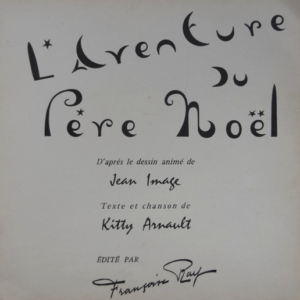 L'Aventure
du
Père Noël
D'après le dessin animé de
Jean Image
Texte et chanson de
Kitty Arnault
ÉDITÉ PAR
Françoise Ray